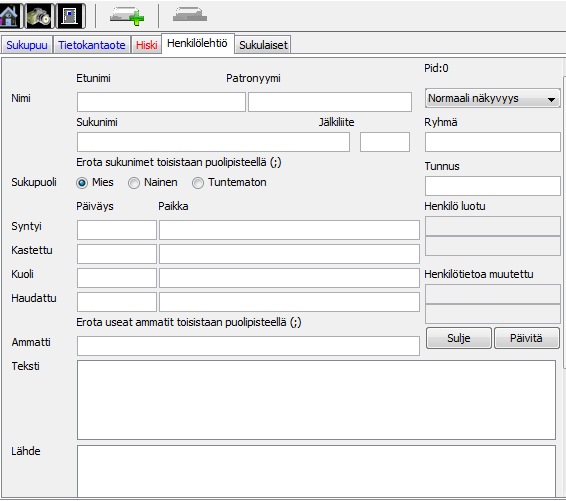 Sukupuu Tietokantaote Hiski Henkilölehtiö Sukulaiset
Etunimi Patronyymi Pid:0
Nimi Normaali näkyvyys
Sukunimi Jälkiliite Ryhmä
Erota sukunimet toisistaan puolipisteellä (;) Tunnus
Sukupuoli Mies Nainen Tuntematon
Päiväys Paikka Henkilö luotu
Syntyi
Kastettu
Kuoli Henkilötietoa muutettu
Haudattu
Erota useat ammatit toisistaan puolipisteellä (;)
Ammatti Sulje Päivitä
Teksti
Lähde